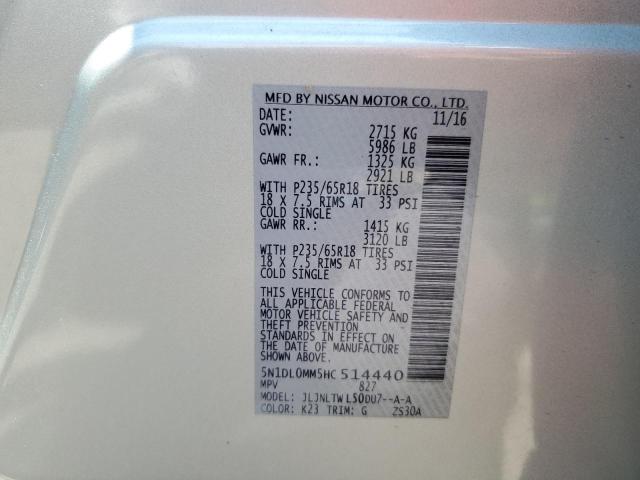 MFD BY NISSAN MOTOR CO., LTD.
DATE: 11/16
GVWR: 2715 KG
5986 LB
GAWR FR.: 1325 KG
2921 LB
WITH P235/65R18 TIRES
18 X 7.5 RIMS AT 33 PSI
COLD SINGLE
GAWR RR.: 1415 KG
3120 LB
WITH P235/65R18 TIRES
18 X 7.5 RIMS AT 33 PSI
COLD SINGLE
THIS VEHICLE CONFORMS TO
ALL APPLICABLE FEDERAL
MOTOR VEHICLE SAFETY AND
THEFT PREVENTION
STANDARDS IN EFFECT ON
THE DATE OF MANUFACTURE
SHOWN ABOVE.
5N1DL0MM5HC 514440
MPV 827
MODEL: JLJNLTW L50DU7--A-A
COLOR: K23 TRIM: G ZS30A